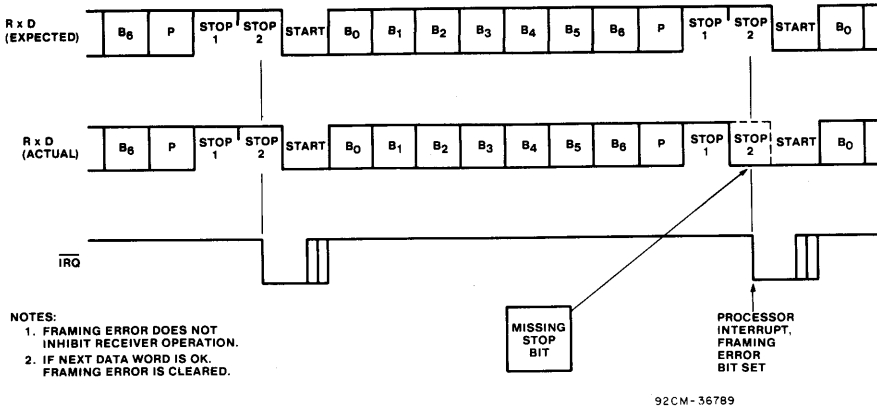 R x D
(EXPECTED)
B6 P STOP 1 STOP 2 START B0 B1 B2 B3 B4 B5 B6 P STOP 1 STOP 2 START B0
R x D
(ACTUAL)
B6 P STOP 1 STOP 2 START B0 B1 B2 B3 B4 B5 B6 P STOP 1 STOP 2 START B0
IRQ
NOTES:
1. FRAMING ERROR DOES NOT
INHIBIT RECEIVER OPERATION.
2. IF NEXT DATA WORD IS OK.
FRAMING ERROR IS CLEARED.
MISSING
STOP
BIT
PROCESSOR
INTERRUPT,
FRAMING
ERROR
BIT SET
92CM-36789